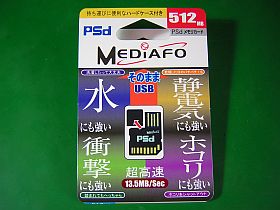 持ち運びに便利なハードケース付き
512 MB
PSd
PSd メモリカード
MEDIAFO
そのまま
USB
水
にも強い
静電気
にも強い
PSd
衝撃
にも強い
ホコリ
にも強い
超高速
13.5MB/Sec